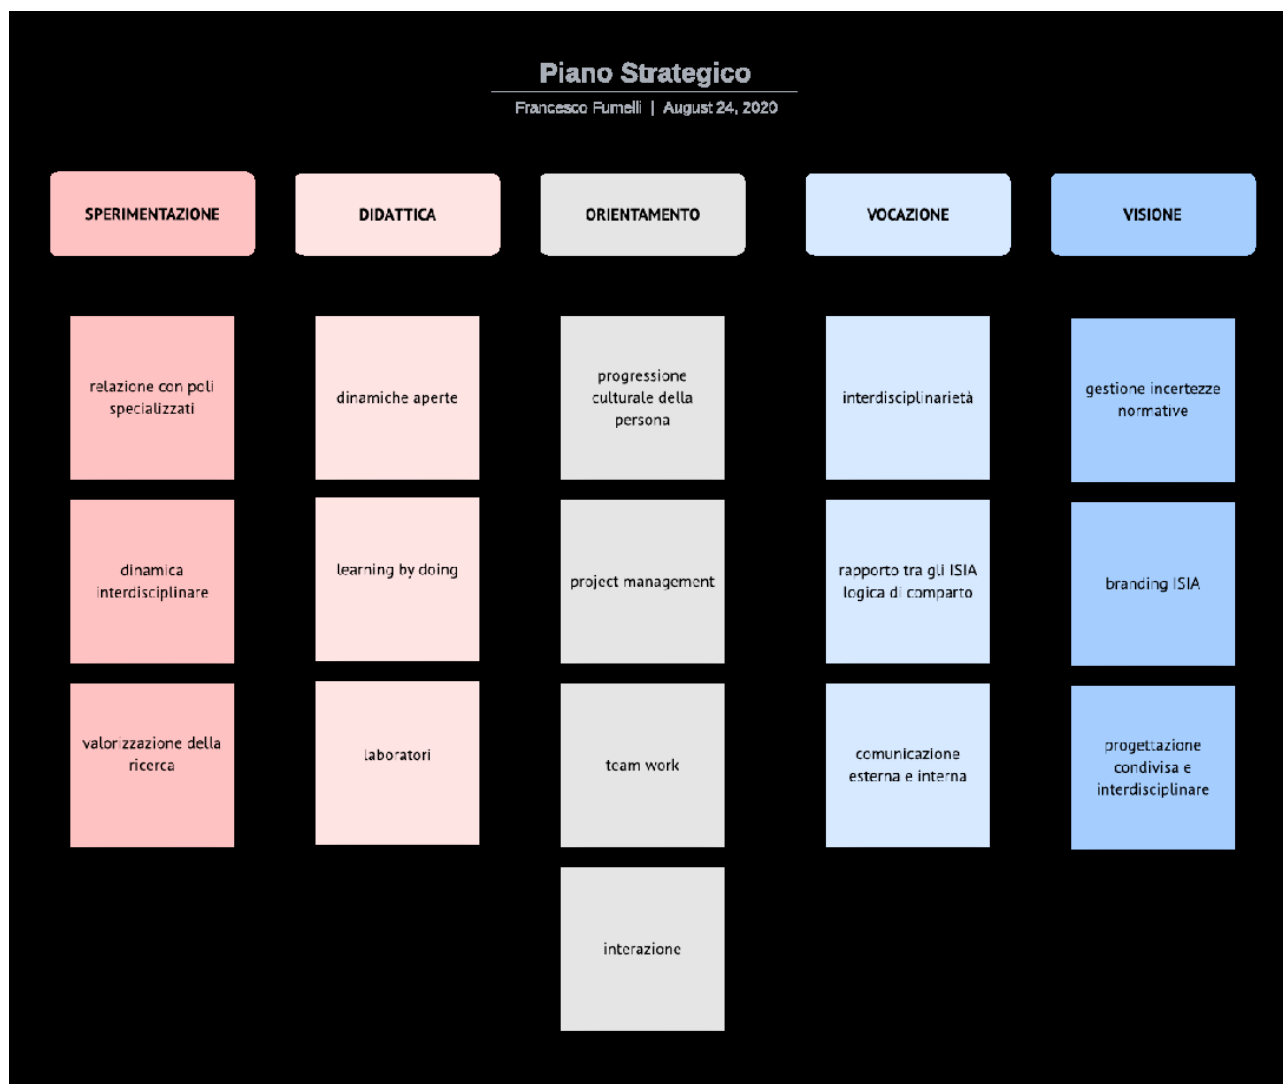 Piano Strategico
Francesco Fumelli | August 24, 2020
SPERIMENTAZIONE
DIDATTICA
ORIENTAMENTO
VOCAZIONE
VISIONE
relazione con poli
specializzati
dinamiche aperte
progressione
culturale della
persona
interdisciplinarietà
gestione incertezze
normative
dinamica
interdisciplinare
learning by doing
project management
rapporto tra gli ISIA
logica di comparto
branding ISIA
valorizzazione della
ricerca
laboratori
team work
comunicazione
esterna e interna
progettazione
condivisa e
interdisciplinare
interazione